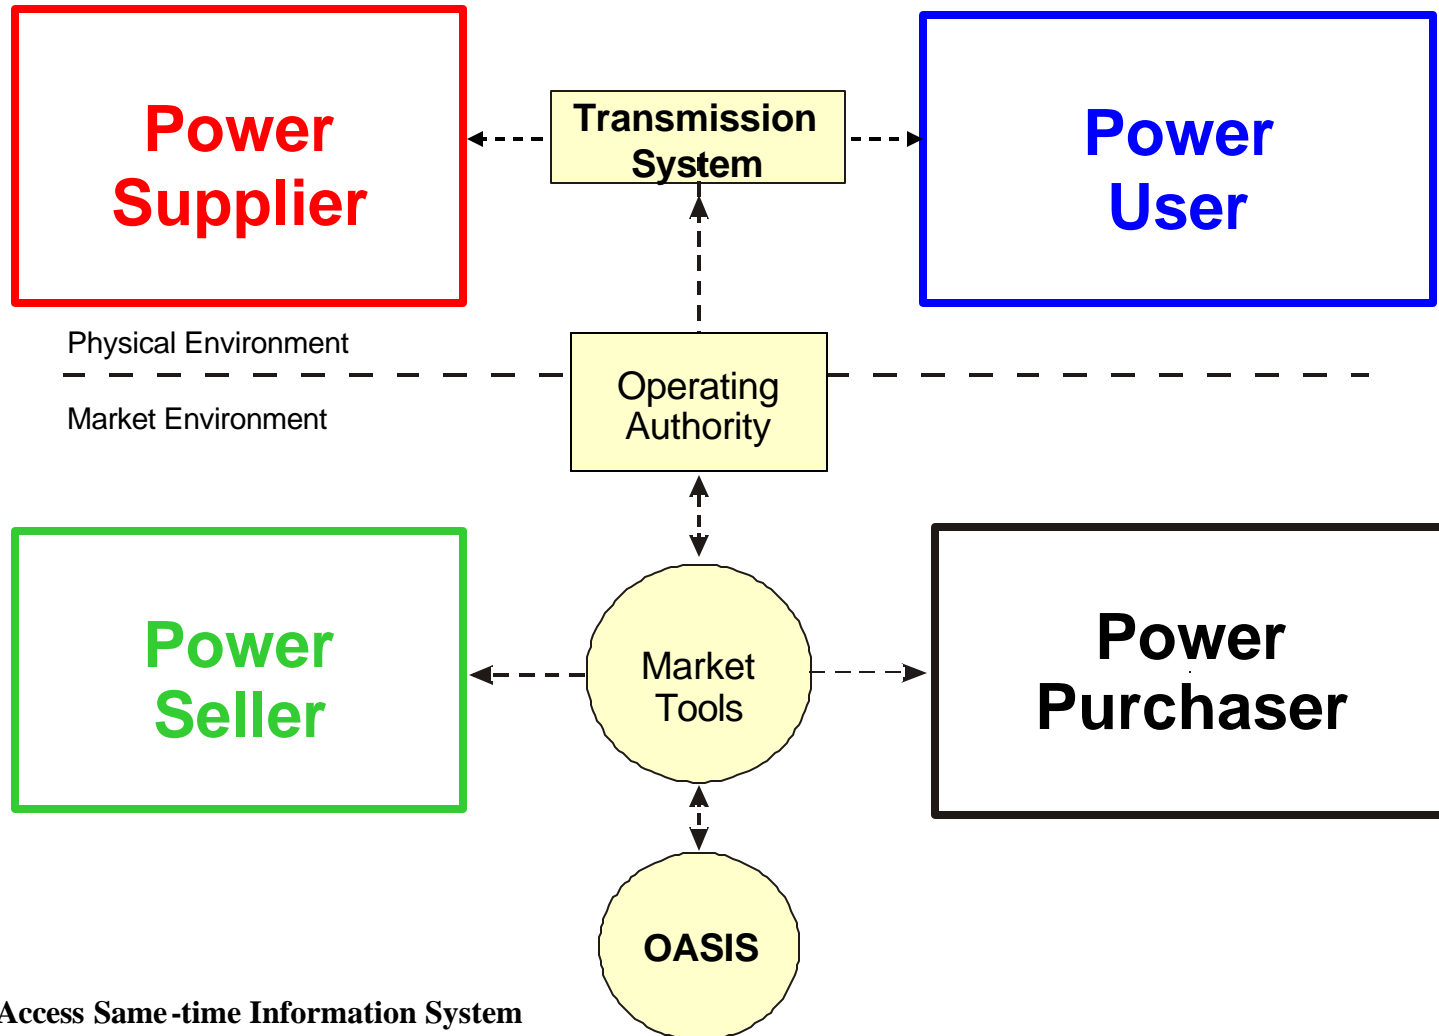 Power
Supplier
Transmission
System
Power
User
Physical Environment
Operating
Authority
Market Environment
Power
Seller
Market
Tools
Power
Purchaser
OASIS
Access Same-time Information System